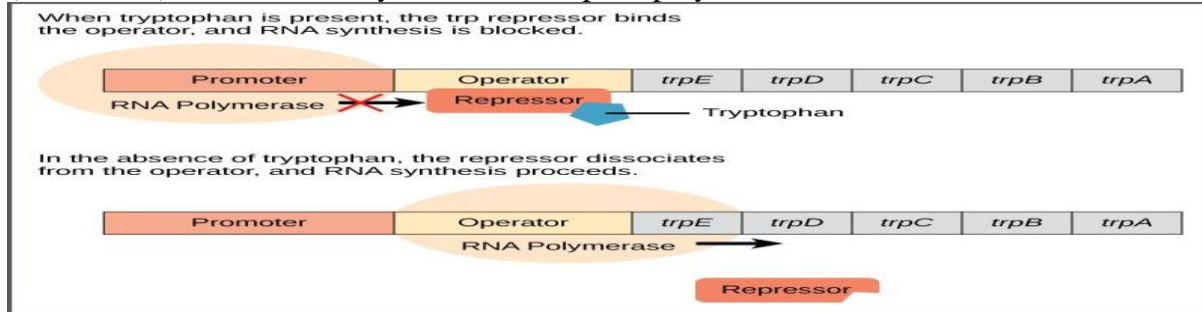 When tryptophan is present, the trp repressor binds
the operator, and RNA synthesis is blocked.
Promoter Operator trpE trpD trpC trpB trpA
RNA Polymerase Repressor
Tryptophan
In the absence of tryptophan, the repressor dissociates
from the operator, and RNA synthesis proceeds.
Promoter Operator trpE trpD trpC trpB trpA
RNA Polymerase
Repressor